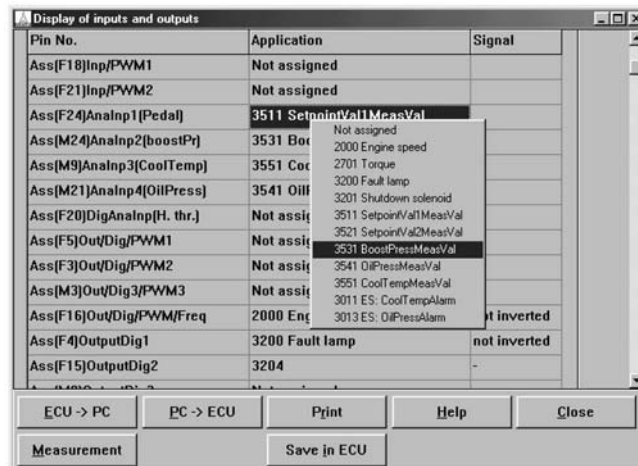 Display of inputs and outputs
Pin No. Application Signal
Ass(F18)Inp/PWM1 Not assigned
Ass(F21)Inp/PWM2 Not assigned
Ass(F24)AnaInp1(Pedal) 3511 SetpointVal1MeasVal
Ass(M24)AnaInp2(boostPr) 3531 Boo
Ass(M9)AnaInp3(CoolTemp) 3551 Coo
Ass(M21)AnaInp4(OilPress) 3541 Oil
Ass(F20)DigAnaInp(H. thr.) Not assig
Ass(F5)Out/Dig/PWM1 Not assig
Ass(F3)Out/Dig/PWM2 Not assig
Ass(M3)Out/Dig3/PWM3 Not assig
Ass(F16)Out/Dig/PWM/Freq 2000 Eng not inverted
Ass(F4)OutputDig1 3200 Fault lamp not inverted
Ass(F15)OutputDig2 3204 -
Not assigned
2000 Engine speed
2701 Torque
3200 Fault lamp
3201 Shutdown solenoid
3511 SetpointVal1MeasVal
3521 SetpointVal2MeasVal
3531 BoostPressMeasVal
3541 OilPressMeasVal
3551 CoolTempMeasVal
3011 ES: CoolTempAlarm
3013 ES: OilPressAlarm
ECU -> PC PC -> ECU Print Help Close
Measurement Save in ECU